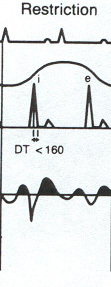 Restriction
i e
DT < 160